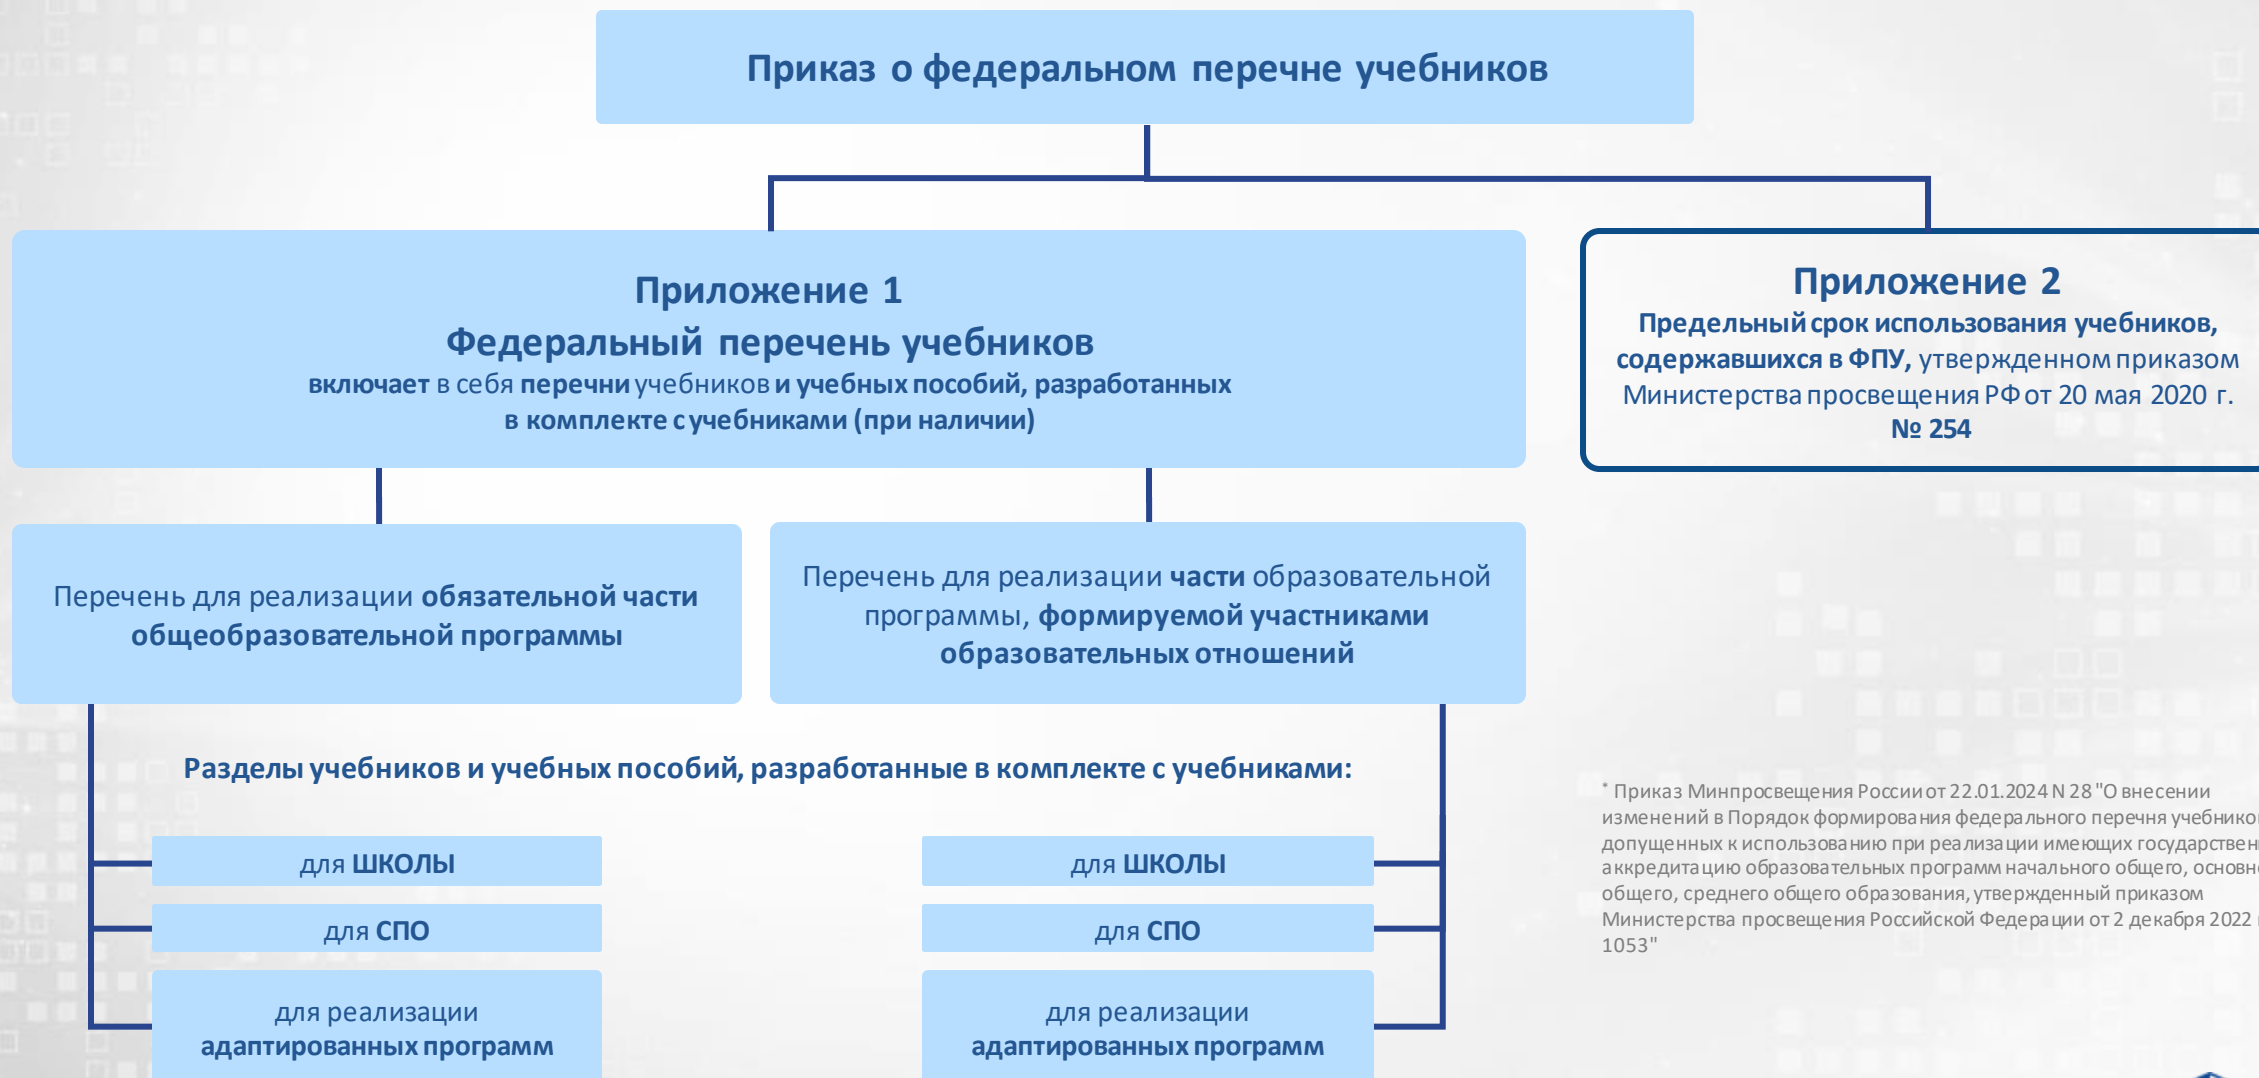 Приказ о федеральном перечне учебников
Приложение 1
Федеральный перечень учебников
включает в себя перечни учебников и учебных пособий, разработанных
в комплекте с учебниками (при наличии)
Приложение 2
Предельный срок использования учебников,
содержавшихся в ФПУ, утвержденном приказом
Министерства просвещения РФ от 20 мая 2020 г.
№ 254
Перечень для реализации обязательной части
общеобразовательной программы
Перечень для реализации части образовательной
программы, формируемой участниками
образовательных отношений
Разделы учебников и учебных пособий, разработанные в комплекте с учебниками:
для ШКОЛЫ
для СПО
для реализации
адаптированных программ
для ШКОЛЫ
для СПО
для реализации
адаптированных программ
* Приказ Минпросвещения России от 22.01.2024 N 28 "О внесении
изменений в Порядок формирования федерального перечня
допущенных к использованию при реализации имеющих
аккредитацию образовательных программ начального общего,
общего, среднего общего образования, утвержденный приказом
Министерства просвещения Российской Федерации от 2 декабря 2022
1053"